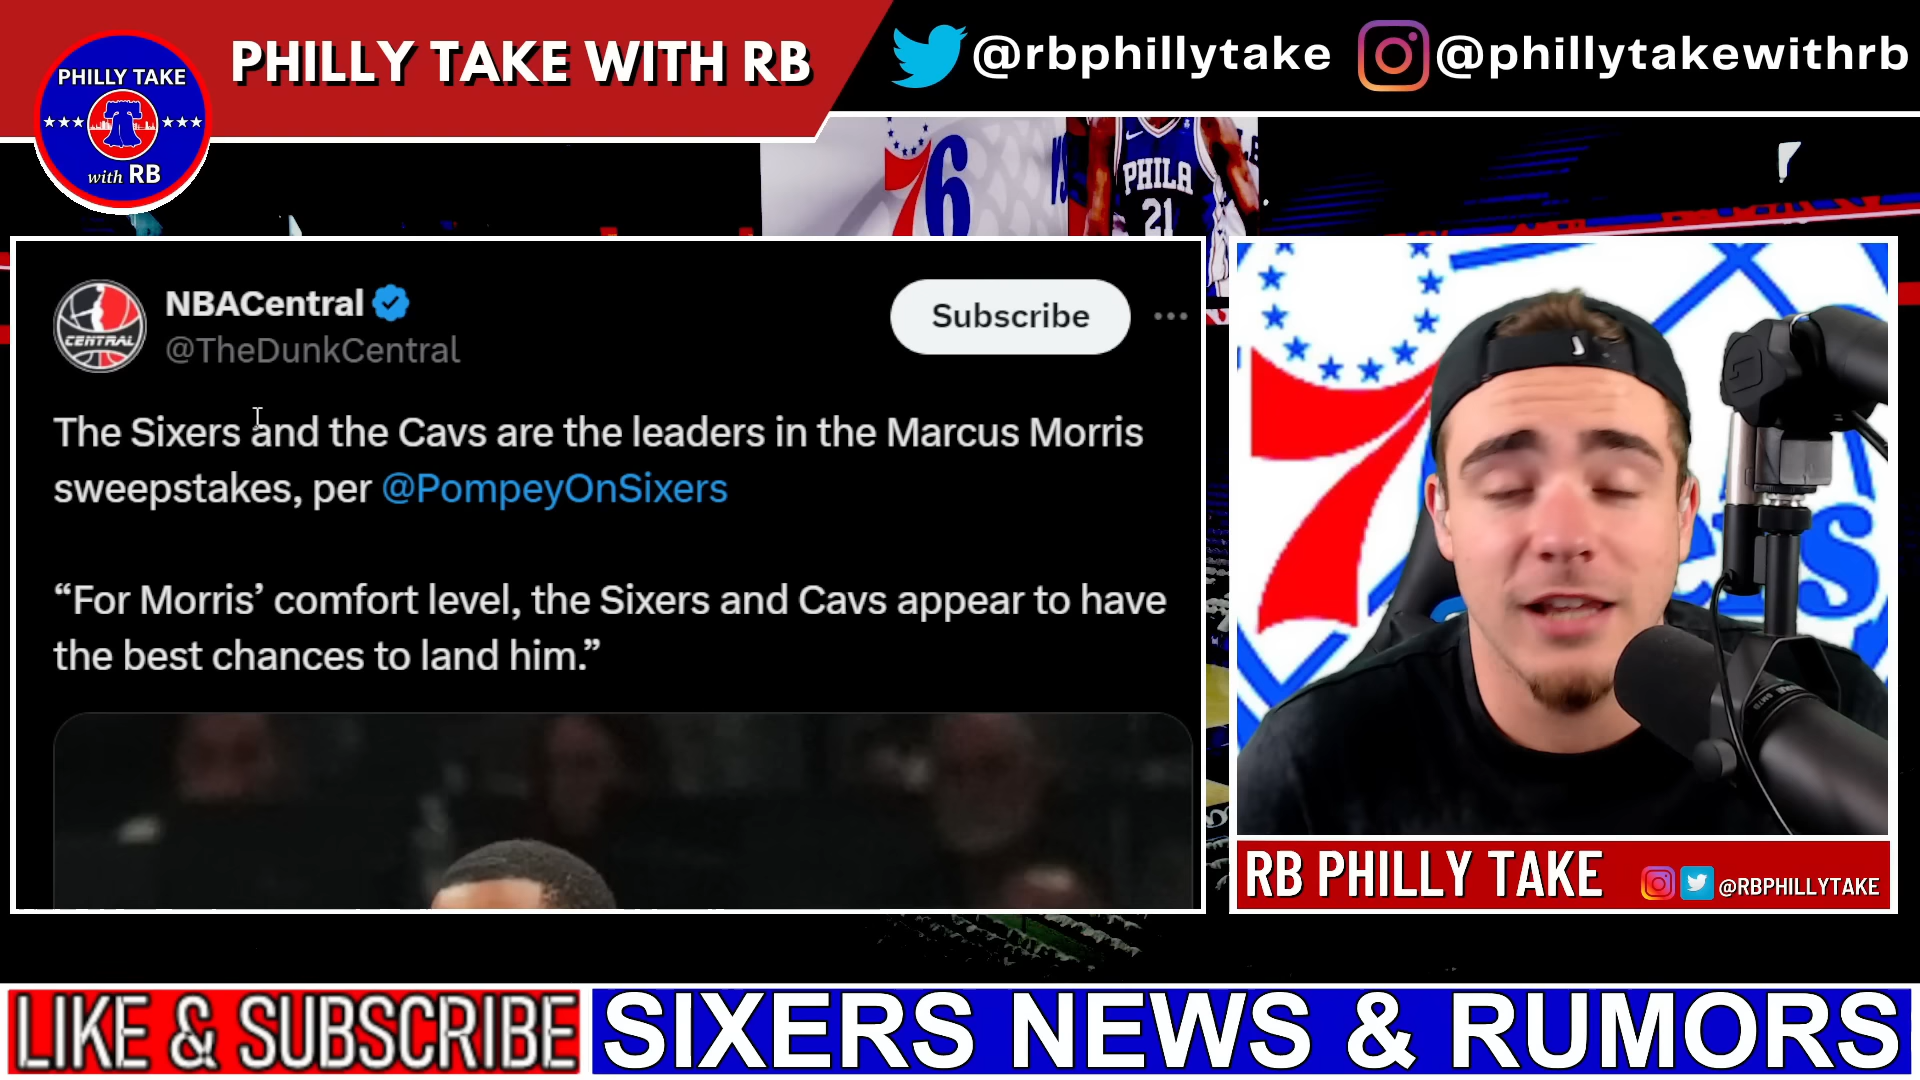 PHILLY TAKE WITH RB
@rbphillytake
@phillytakewithrb
PHILLY TAKE
with RB
76
PHILA
21
NBACentral
@TheDunkCentral
Subscribe
CENTRAL
The Sixers and the Cavs are the leaders in the Marcus Morris
sweepstakes, per @PompeyOnSixers
“For Morris’ comfort level, the Sixers and Cavs appear to have
the best chances to land him.”
RB PHILLY TAKE
@RBPHILLYTAKE
LIKE & SUBSCRIBE
SIXERS NEWS & RUMORS